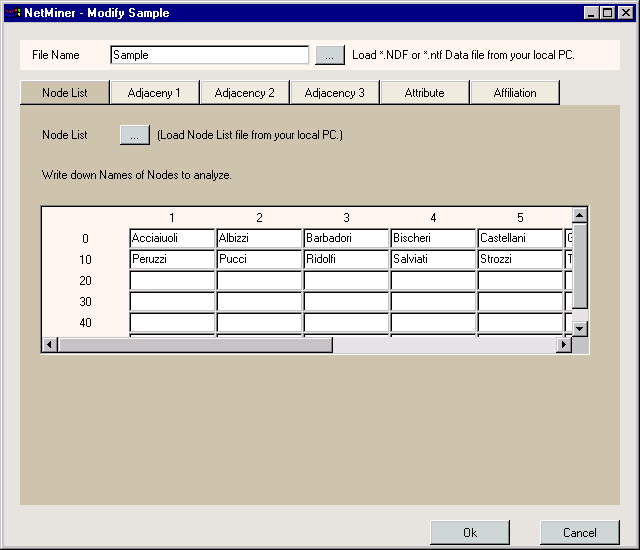 NetMiner - Modify Sample
File Name Sample ... Load *.NDF or *.ntf Data file from your local PC.
Node List Adjaceny 1 Adjacency 2 Adjacency 3 Attribute Affiliation
Node List ... (Load Node List file from your local PC.)
Write down Names of Nodes to analyze.
1 2 3 4 5
0 Acciaiuoli Albizzi Barbadori Bischeri Castellani G
10 Peruzzi Pucci Ridolfi Salviati Strozzi T
20
30
40
Ok Cancel